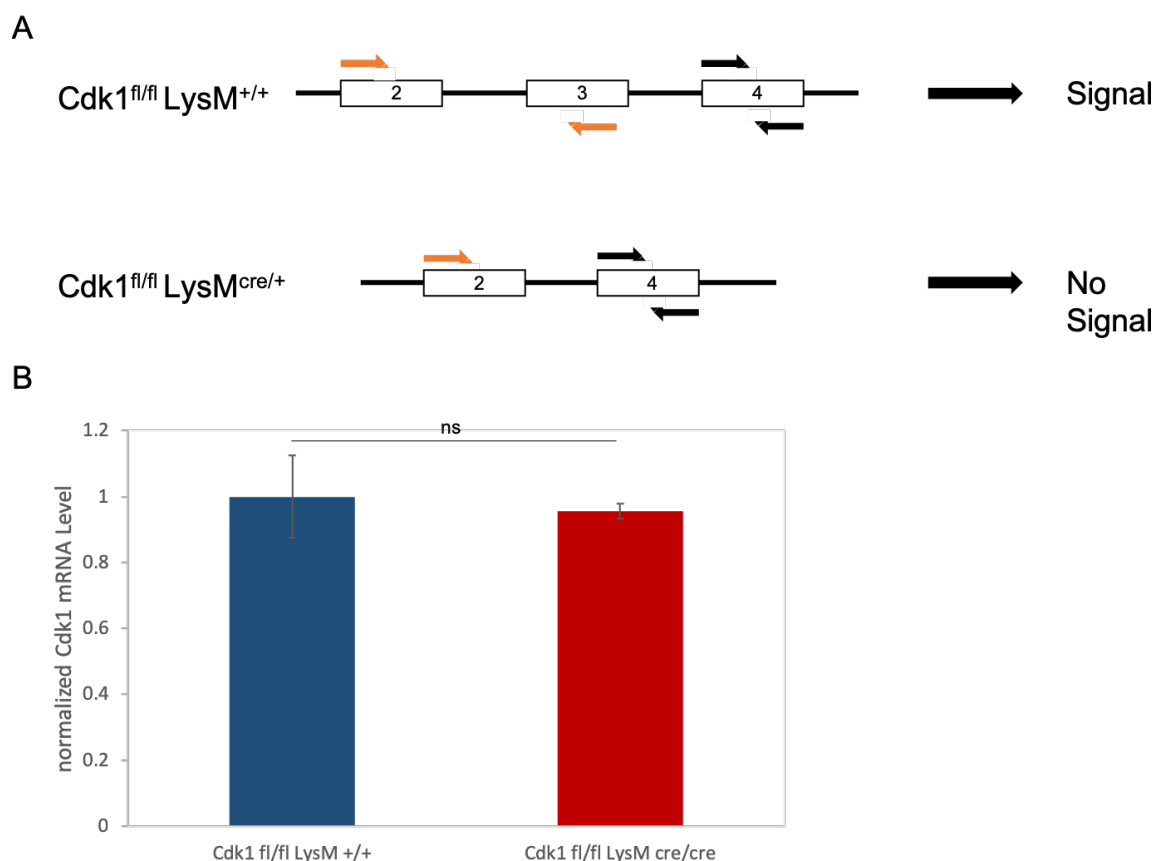 A
Cdk1fl/fl LysM+/+
2
3
4
Signal
Cdk1fl/fl LysMcre/+
2
4
No
Signal
B
normalized Cdk1 mRNA Level
1.2
1
0.8
0.6
0.4
0.2
0
ns
Cdk1 fl/fl LysM +/+
Cdk1 fl/fl LysM cre/cre